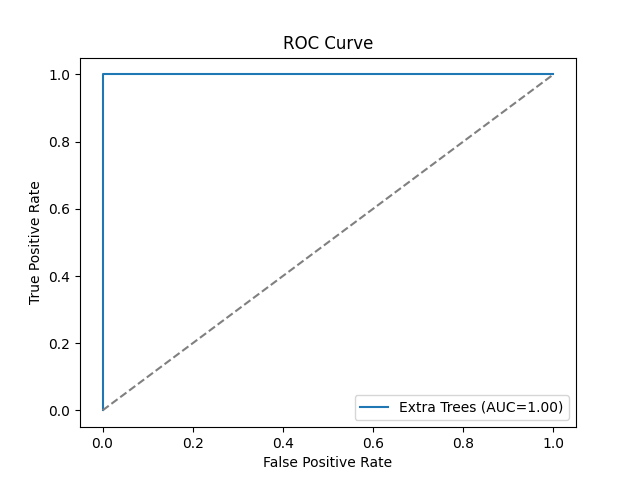 ROC Curve
1.0
0.8
0.6
0.4
0.2
0.0
True Positive Rate
Extra Trees (AUC=1.00)
0.0 0.2 0.4 0.6 0.8 1.0
False Positive Rate